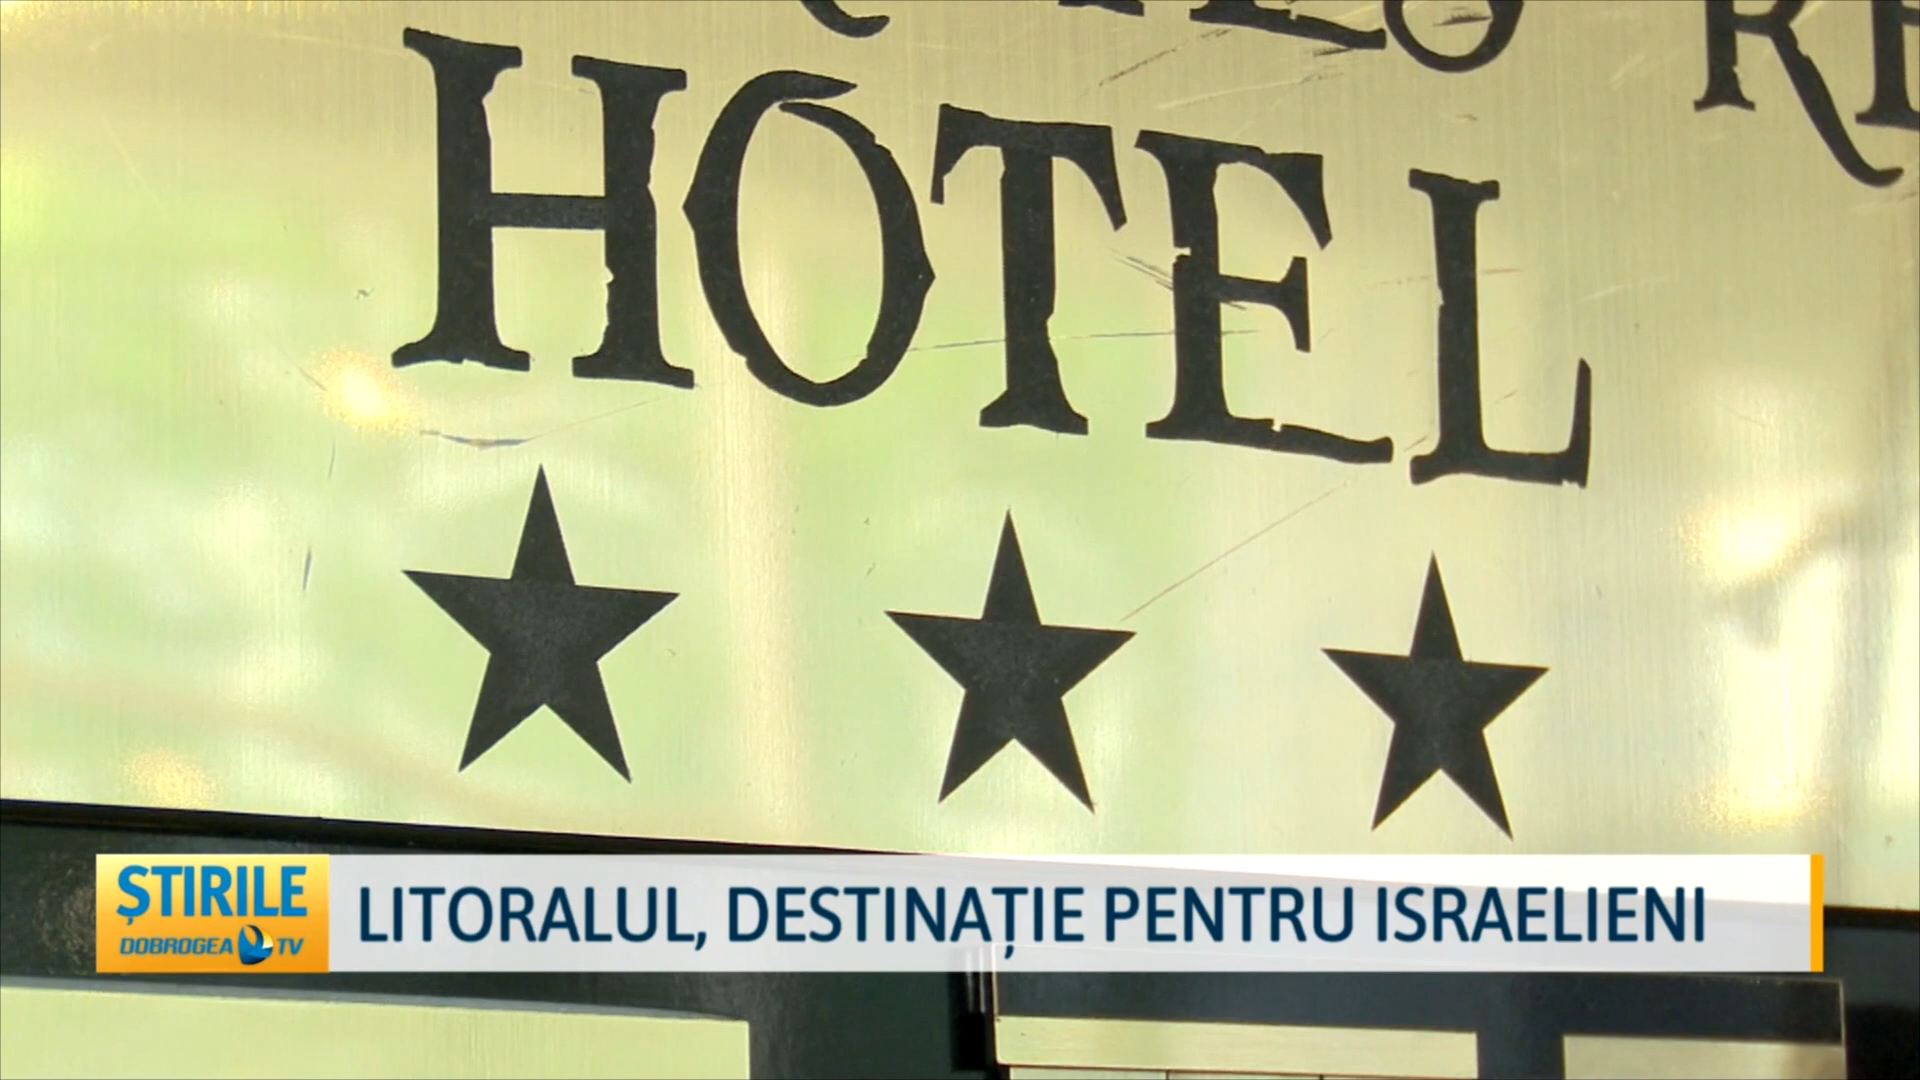 HOTEL
ȘTIRILE
DOBROGEA TV
LITORALUL, DESTINAȚIE PENTRU ISRAELIENI